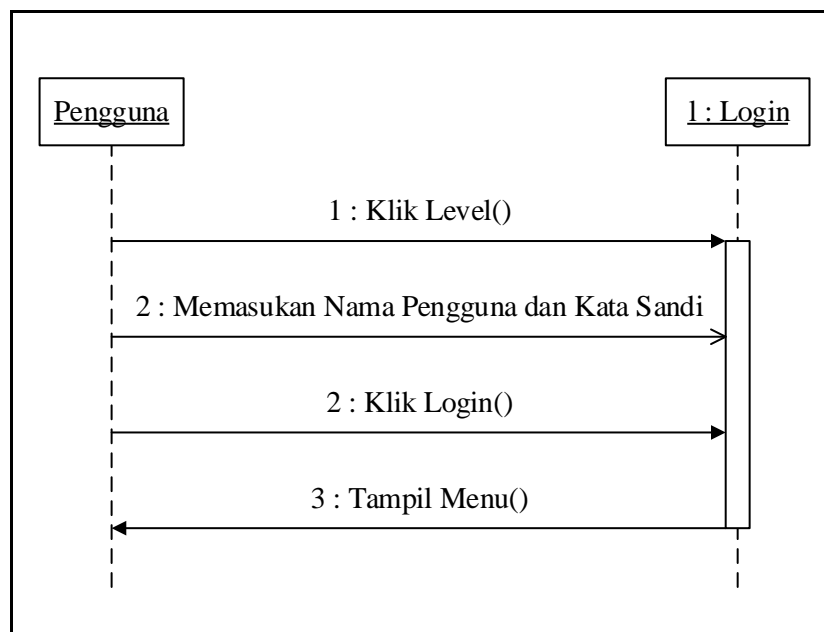 Pengguna
1 : Login
1 : Klik Level()
2 : Memasukan Nama Pengguna dan Kata Sandi
2 : Klik Login()
3 : Tampil Menu()